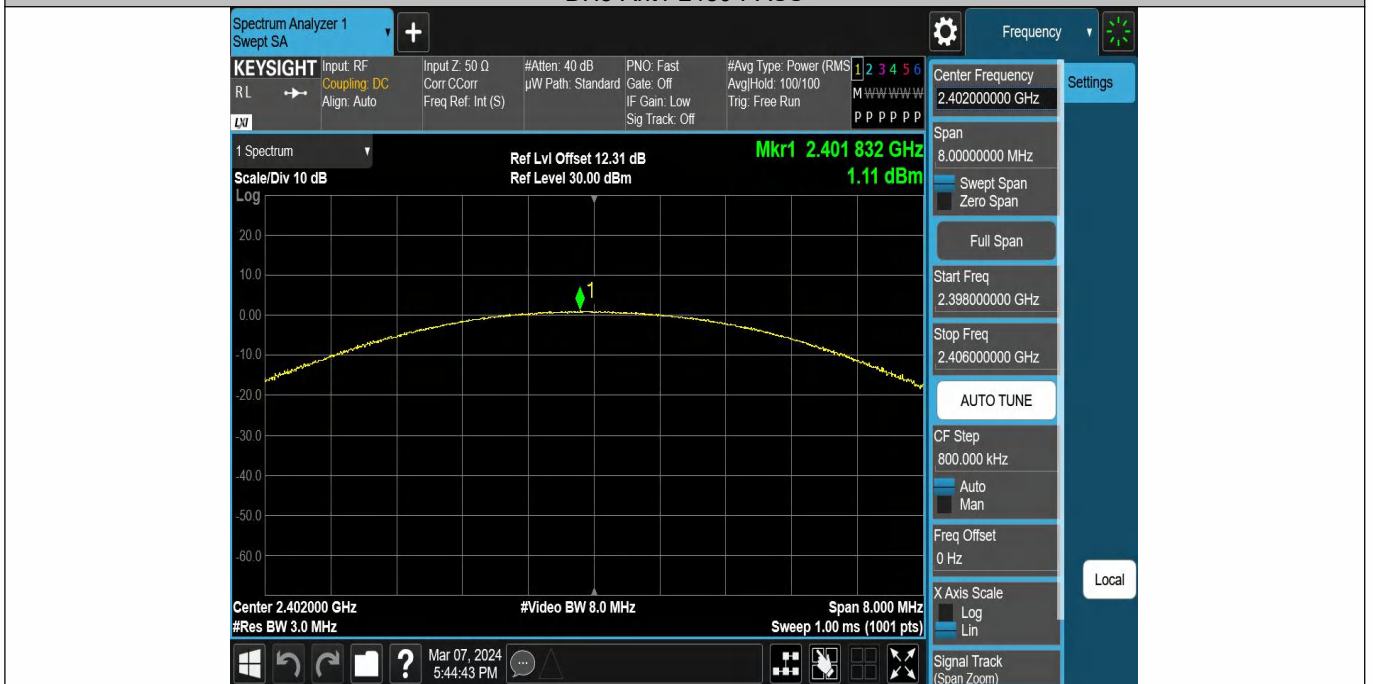 Spectrum Analyzer 1
Swept SA
+
Frequency
KEYSIGHT
RL
LXI
Input: RF
Coupling: DC
Align: Auto
Input Z: 50 Ω
Corr CCorr
Freq Ref: Int (S)
#Atten: 40 dB
µW Path: Standard
PNO: Fast
Gate: Off
IF Gain: Low
Sig Track: Off
#Avg Type: Power (RMS
Avg|Hold: 100/100
Trig: Free Run
1 2 3 4 5 6
M W W W W W
P P P P P P
1 Spectrum
Scale/Div 10 dB
Log
Ref Lvl Offset 12.31 dB
Ref Level 30.00 dBm
Mkr1 2.401 832 GHz
1.11 dBm
1
20.0
10.0
0.00
-10.0
-20.0
-30.0
-40.0
-50.0
-60.0
Center 2.402000 GHz
#Res BW 3.0 MHz
#Video BW 8.0 MHz
Span 8.000 MHz
Sweep 1.00 ms (1001 pts)
Center Frequency
2.402000000 GHz
Settings
Span
8.00000000 MHz
Swept Span
Zero Span
Full Span
Start Freq
2.398000000 GHz
Stop Freq
2.406000000 GHz
AUTO TUNE
CF Step
800.000 kHz
Auto
Man
Freq Offset
0 Hz
X Axis Scale
Log
Lin
Local
Signal Track
(Span Zoom)
?
Mar 07, 2024
5:44:43 PM